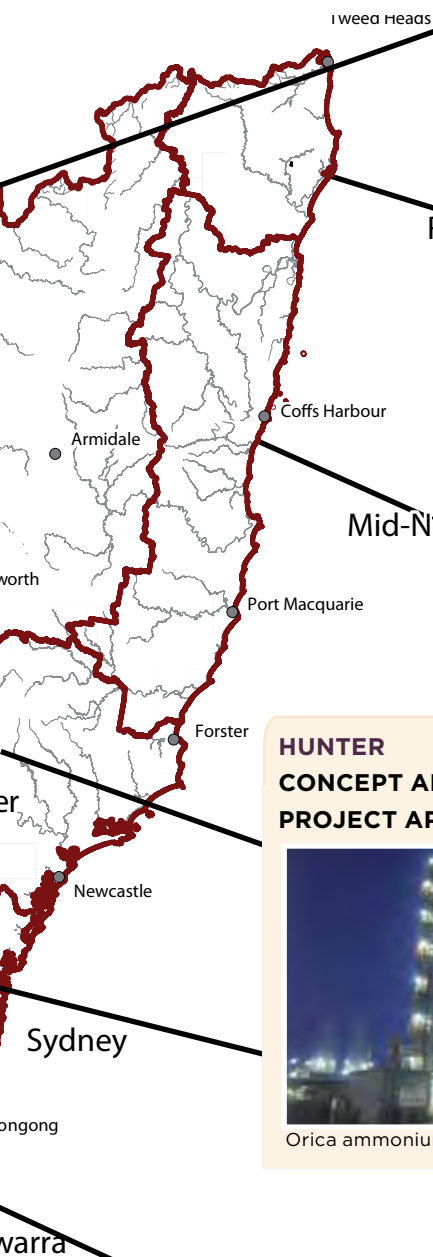 Tweed Heads
Coffs Harbour
Armidale
Mid-N
worth
Port Macquarie
Forster
HUNTER
CONCEPT A
PROJECT AP
er
Newcastle
Sydney
Orica ammoniu
ongong
warra